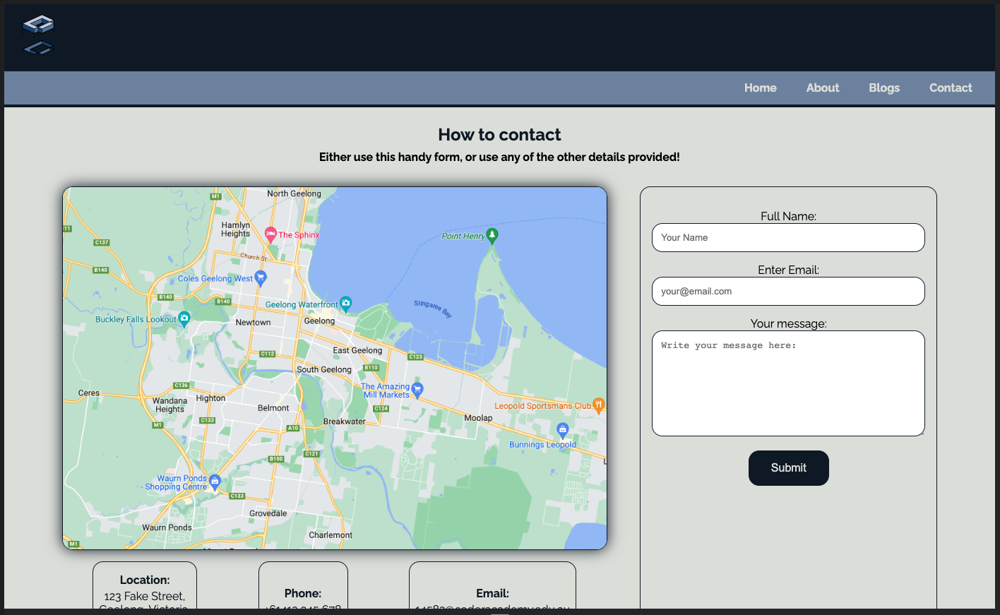 Home
About
Blogs
Contact
How to contact
Either use this handy form, or use any of the other details provided!
North Geelong
M1
Hamlyn
Heights
The Sphinx
Point Henry
11
C137
Church St
B140
Coles Geelong West
B140
B140
Geelong Waterfront
Stingaree Bay
Buckley Falls Lookout
Newtown
Geelong
East Geelong
C112
C123
South Geelong
B110
C136
The Amazing
Mill Markets
Ceres
Wandana
Heights
Highton
Belmont
C124
Leopold Sportsmans Club
Moolap
C133
Breakwater
M1
A10
Bunnings Leopold
C121
B100
Waurn Ponds
Shopping Centre
C133
Grovedale
Waurn Ponds
Charlemont
M1
Full Name:
Your Name
Enter Email:
your@email.com
Your message:
Write your message here:
Submit
Location:
123 Fake Street,
Geelong, Victoria
Phone:
Email: